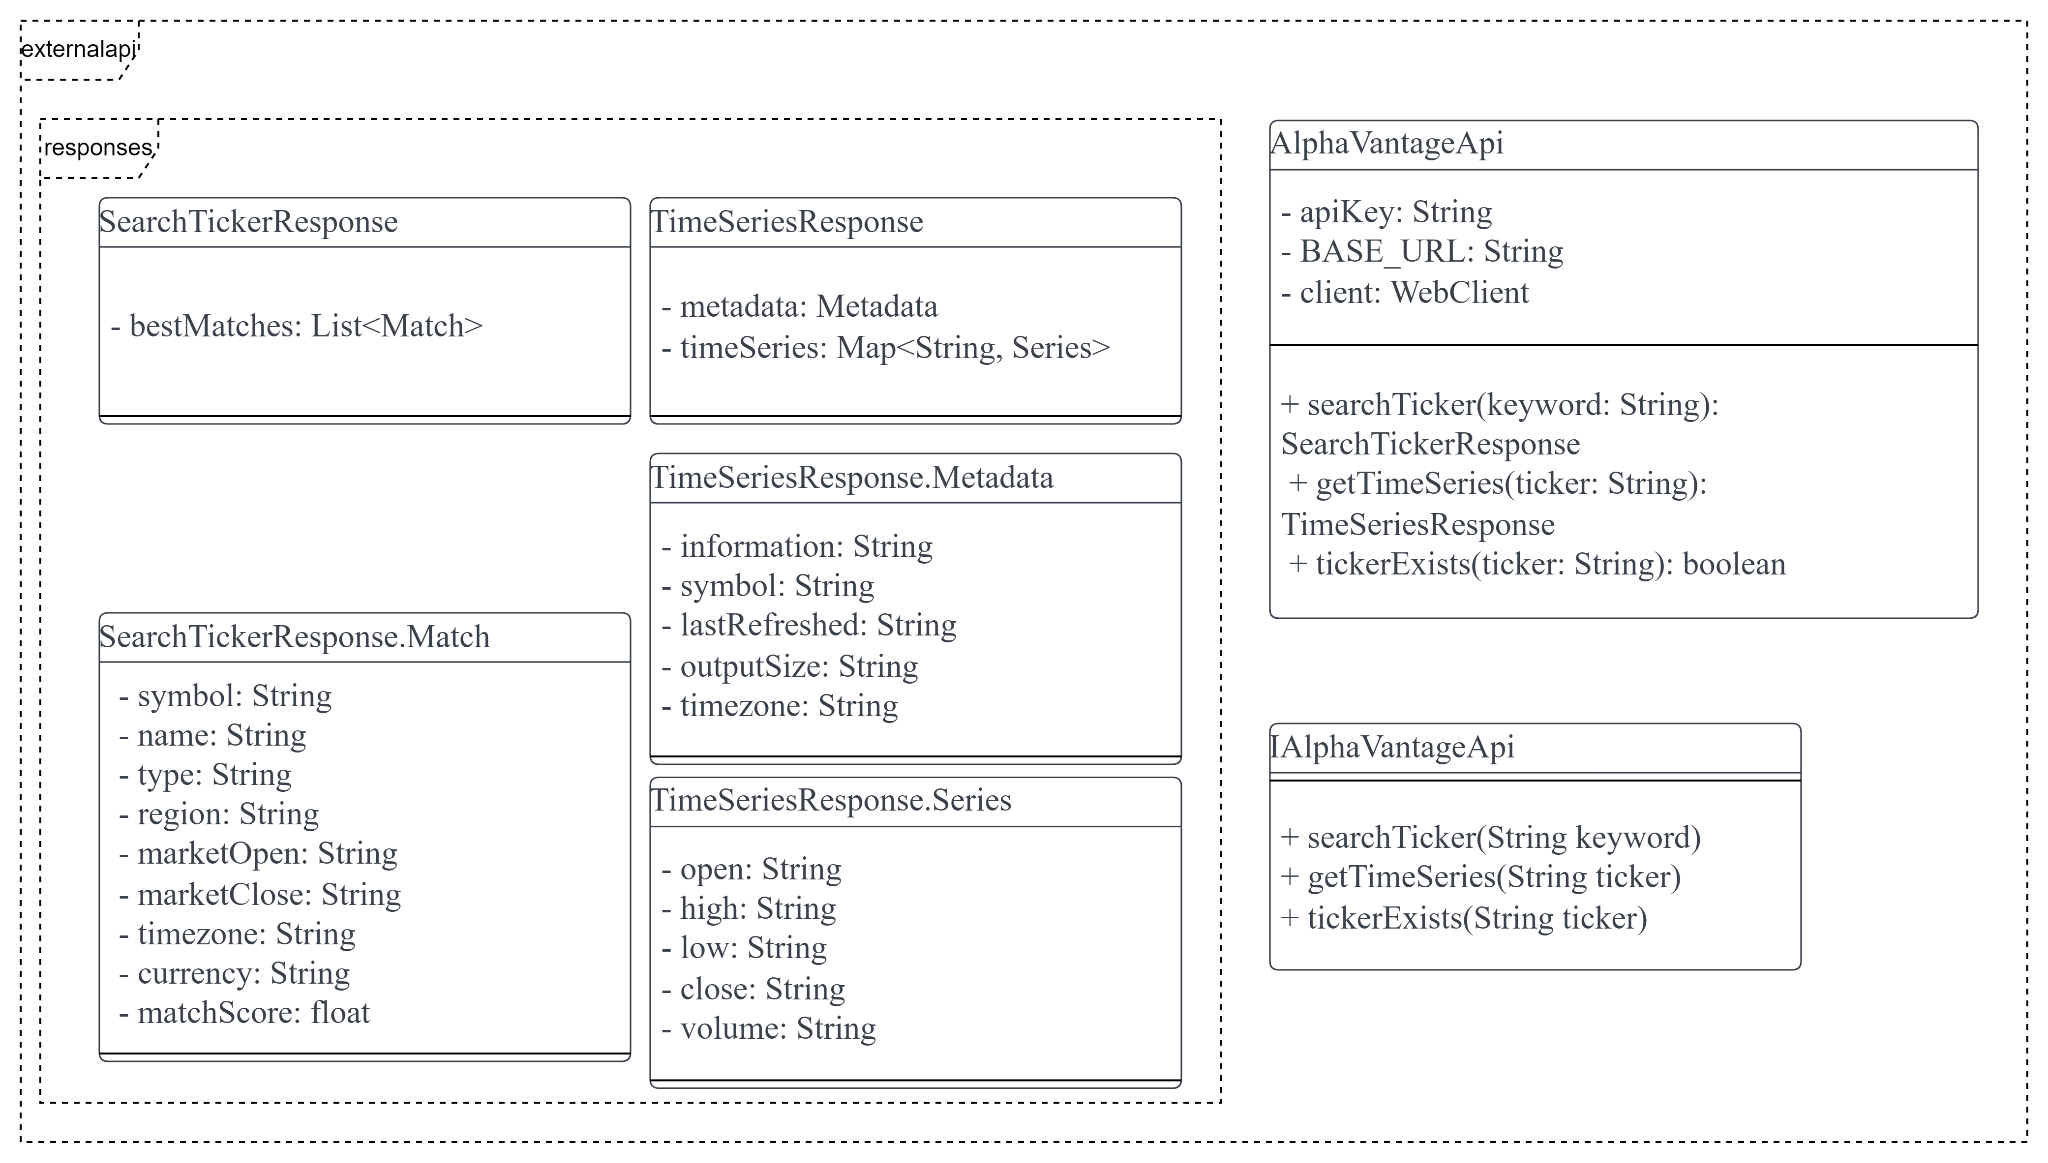 externalapi
responses
SearchTickerResponse
- bestMatches: List<Match>
TimeSeriesResponse
- metadata: Metadata
- timeSeries: Map<String, Series>
SearchTickerResponse.Match
- symbol: String
- name: String
- type: String
- region: String
- marketOpen: String
- marketClose: String
- timezone: String
- currency: String
- matchScore: float
TimeSeriesResponse.Metadata
- information: String
- symbol: String
- lastRefreshed: String
- outputSize: String
- timezone: String
TimeSeriesResponse.Series
- open: String
- high: String
- low: String
- close: String
- volume: String
AlphaVantageApi
- apiKey: String
- BASE_URL: String
- client: WebClient
+ searchTicker(keyword: String):
SearchTickerResponse
+ getTimeSeries(ticker: String):
TimeSeriesResponse
+ tickerExists(ticker: String): boolean
IAlphaVantageApi
+ searchTicker(String keyword)
+ getTimeSeries(String ticker)
+ tickerExists(String ticker)